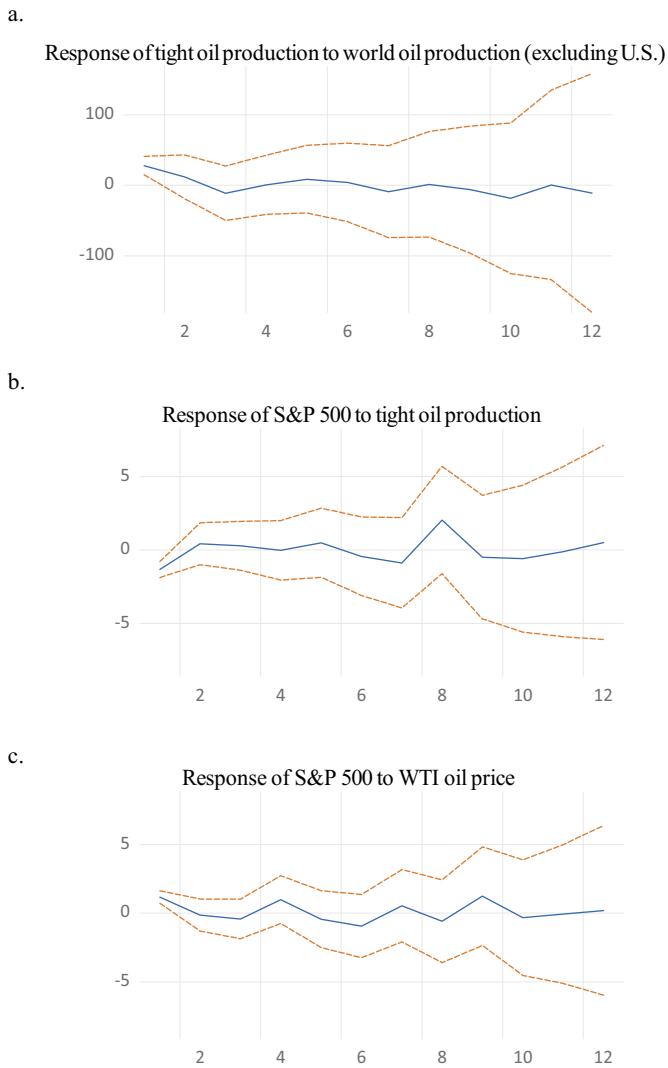 a.
Response of tight oil production to world oil production (excluding U.S.)
100
0
-100
2 4 6 8 10 12
b.
Response of S&P 500 to tight oil production
5
0
-5
2 4 6 8 10 12
c.
Response of S&P 500 to WTI oil price
5
0
-5
2 4 6 8 10 12